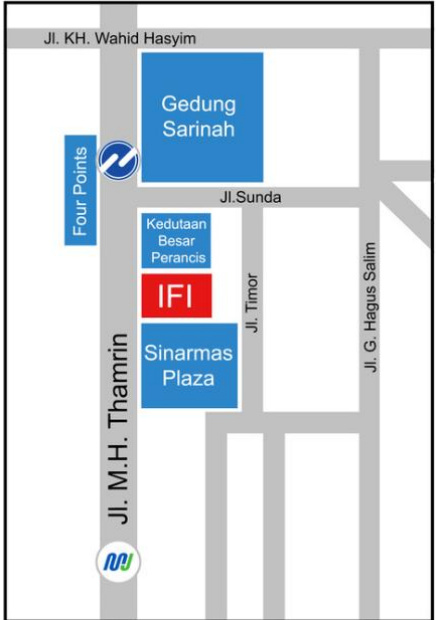 Jl. KH. Wahid Hasyim
Gedung
Sarinah
Four Points
Jl.Sunda
Kedutaan
Besar
Perancis
IFI
Jl. Timor
Jl. G. Hagus Salim
Sinarmas
Plaza
Jl. M.H. Thamrin